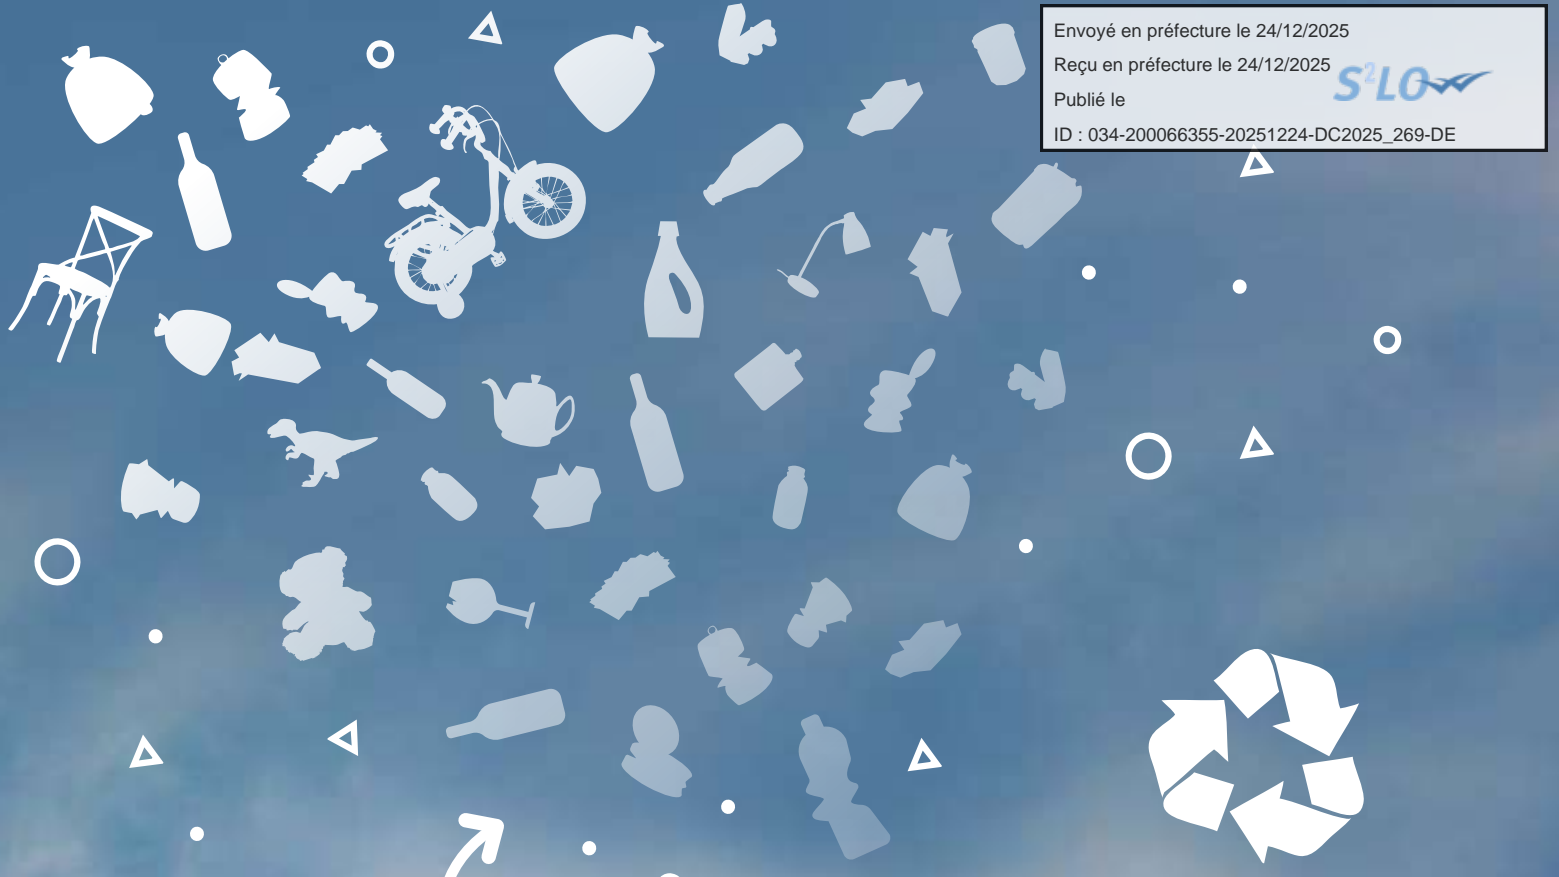 Envoyé en préfecture le 24/12/2025
Reçu en préfecture le 24/12/2025
S²LO
Publié le
ID : 034-200066355-20251224-DC2025_269-DE